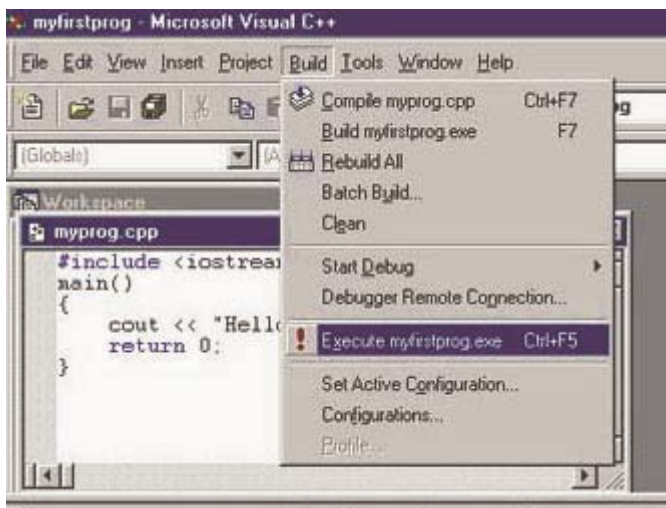 myfirstprog - Microsoft Visual C++
File Edit View Insert Project Build Tools Window Help
Compile myprog.cpp Ctrl+F7
Build myfirstprog.exe F7
Rebuild All
Batch Build...
Clean
Start Debug
Debugger Remote Connection...
Execute myfirstprog.exe Ctrl+F5
Set Active Configuration...
Configurations...
Profile...
(Globals)
Workspace
myprog.cpp
#include <iostrea
main()
{
cout << "Hell
return 0;
}